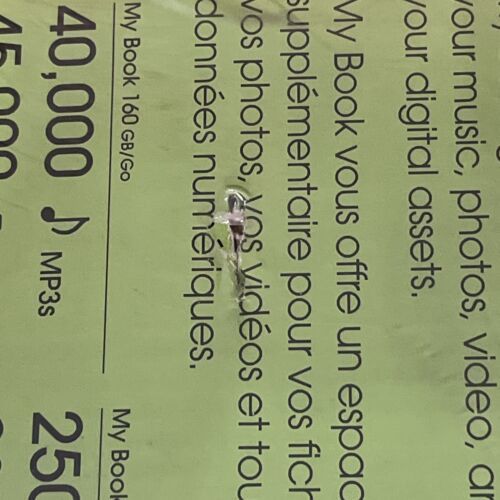 your music, photos, video, a
your digital assets.
My Book vous offre un espac
supplémentaire pour vos fich
vos photos, vos vidéos et tou
données numériques.
My Book 160 GB/Go
40,000 MP3s
My Book
250